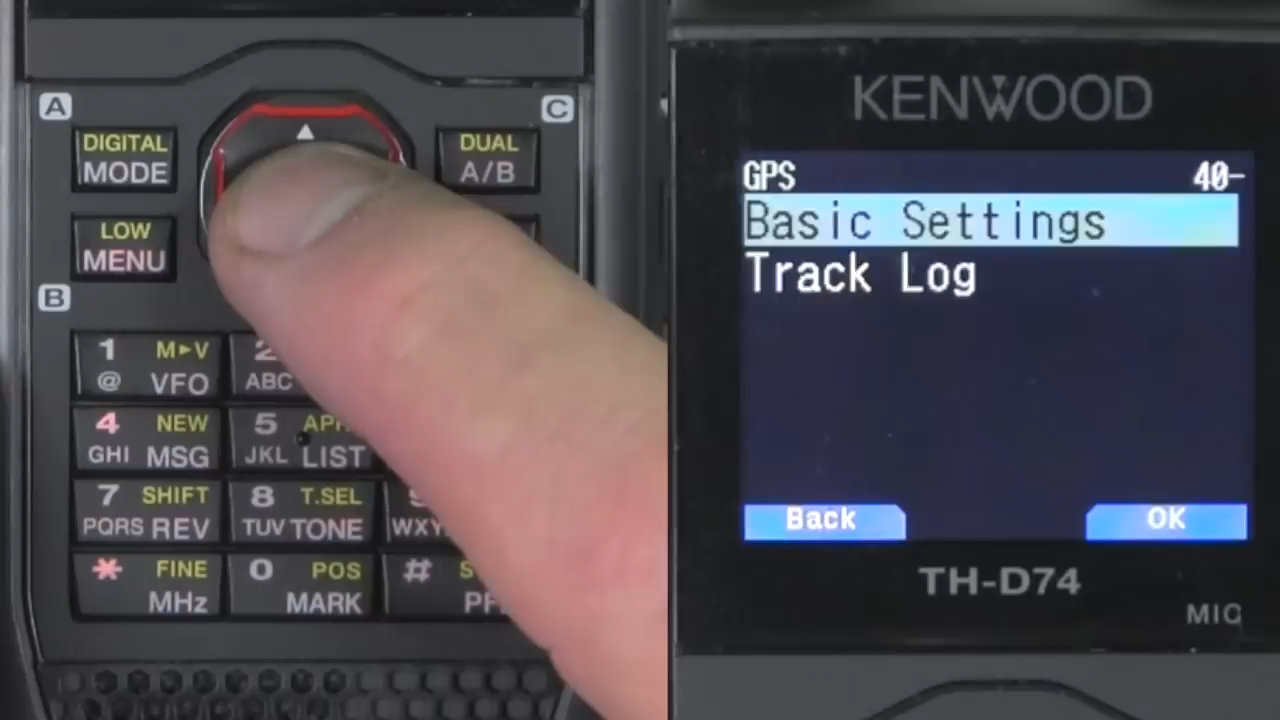 A
C
DIGITAL
MODE
DUAL
A/B
LOW
MENU
B
1 M►V
@ VFO
2
ABC
4 NEW
GHI MSG
5
JKL LIST
7 SHIFT
PQRS REV
8 T.SEL
TUV TONE
* FINE
MHz
0 POS
MARK
#
KENWOOD
GPS 40-
Basic Settings
Track Log
Back OK
TH-D74
MIC